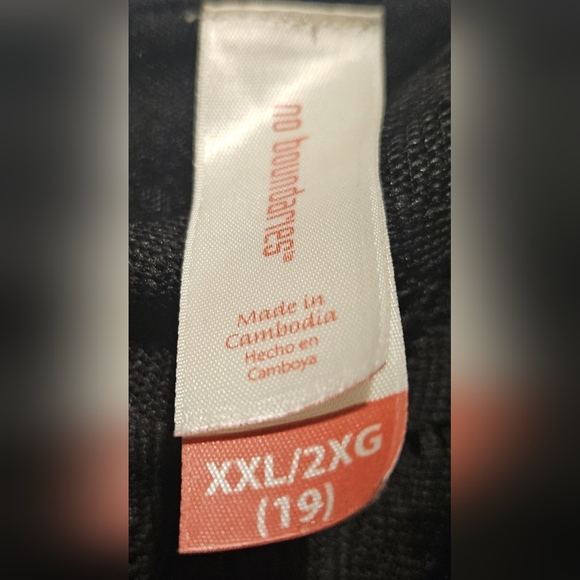 no boundaries®
Made in
Cambodia
Hecho en
Camboya
XXL/2XG
(19)